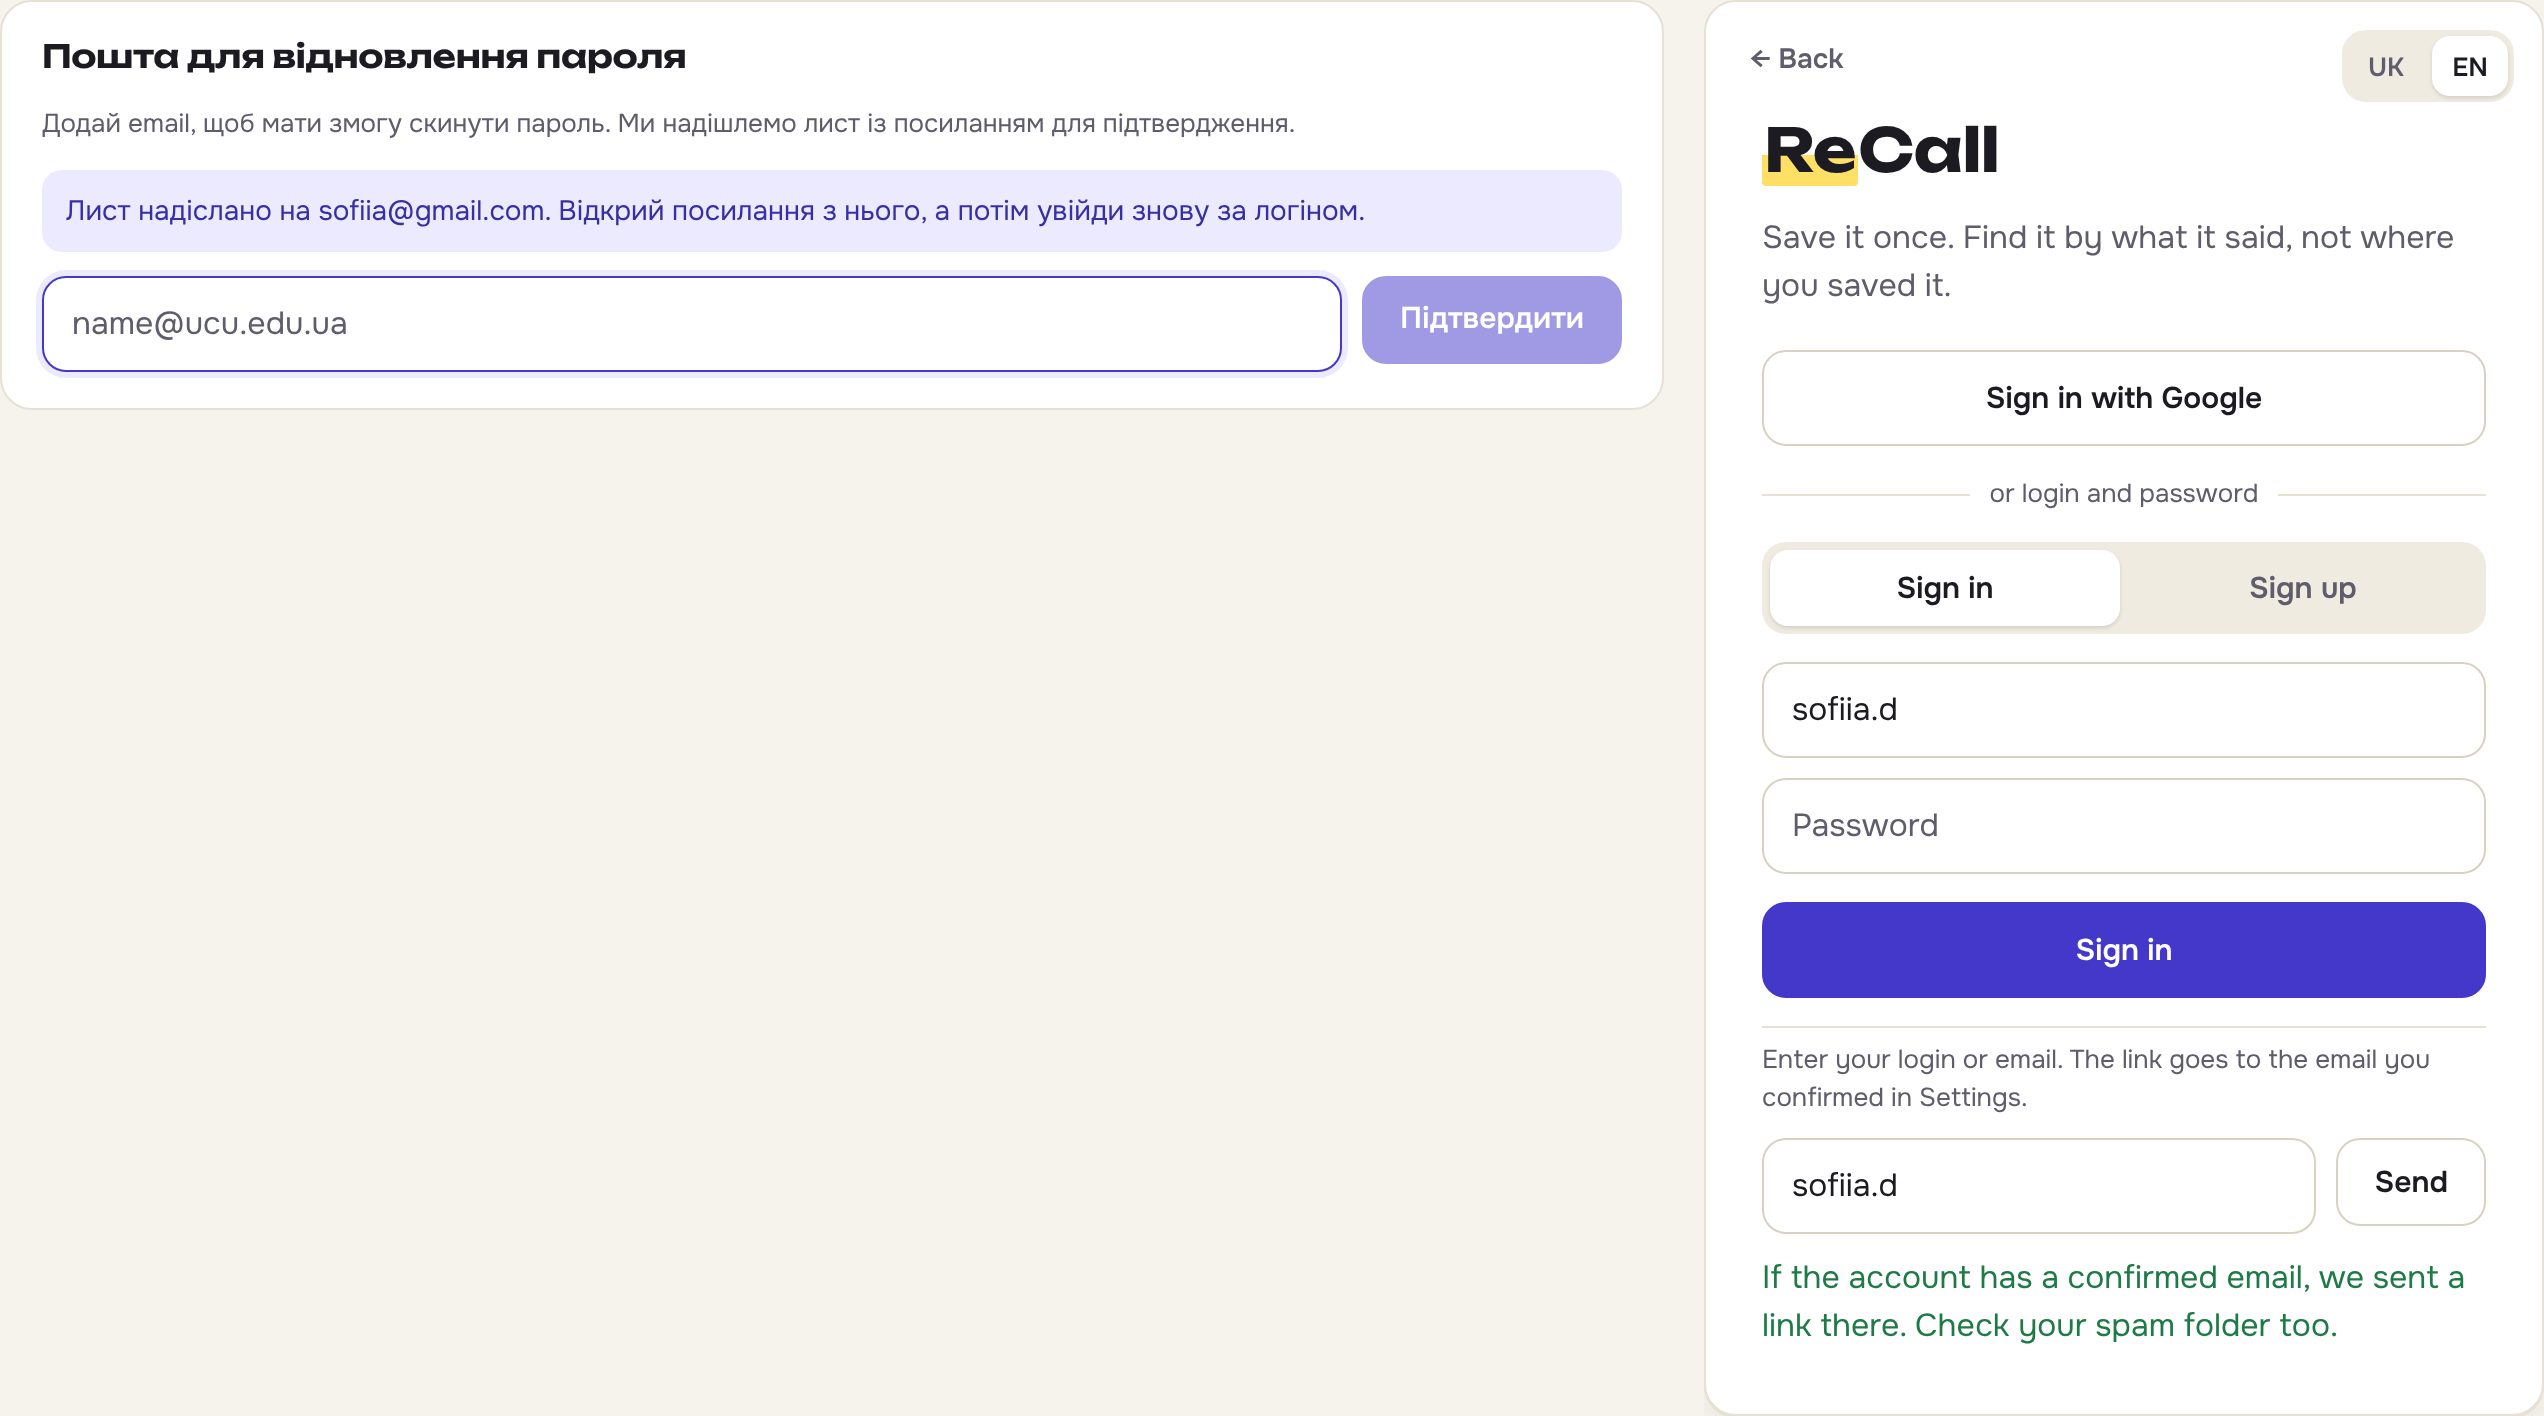 Пошта для відновлення пароля
Додай email, щоб мати змогу скинути пароль. Ми надішлемо лист із посиланням для підтвердження.
Лист надіслано на sofiia@gmail.com. Відкрий посилання з нього, а потім увійди знову за логіном.
name@ucu.edu.ua
Підтвердити
← Back
UK
EN
ReCall
Save it once. Find it by what it said, not where
you saved it.
Sign in with Google
or login and password
Sign in
Sign up
sofiia.d
Password
Sign in
Enter your login or email. The link goes to the email you
confirmed in Settings.
sofiia.d
Send
If the account has a confirmed email, we sent a
link there. Check your spam folder too.